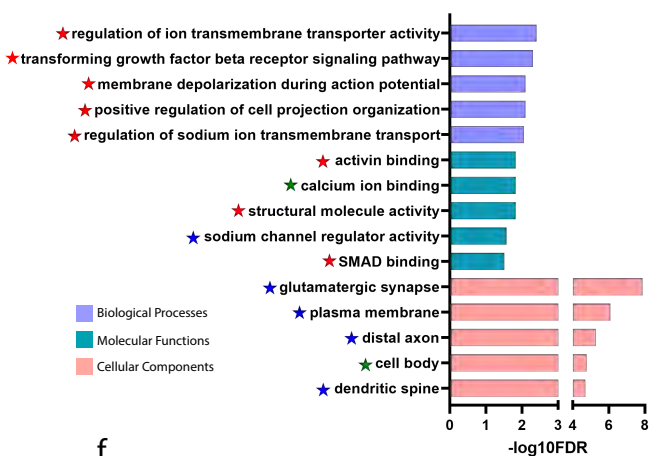 regulation of ion transmembrane transporter activity
transforming growth factor beta receptor signaling pathway
membrane depolarization during action potential
positive regulation of cell projection organization
regulation of sodium ion transmembrane transport
activin binding
calcium ion binding
structural molecule activity
sodium channel regulator activity
SMAD binding
glutamatergic synapse
plasma membrane
distal axon
cell body
dendritic spine
Biological Processes
Molecular Functions
Cellular Components
0 1 2 3 4 6 8
-log10FDR
f